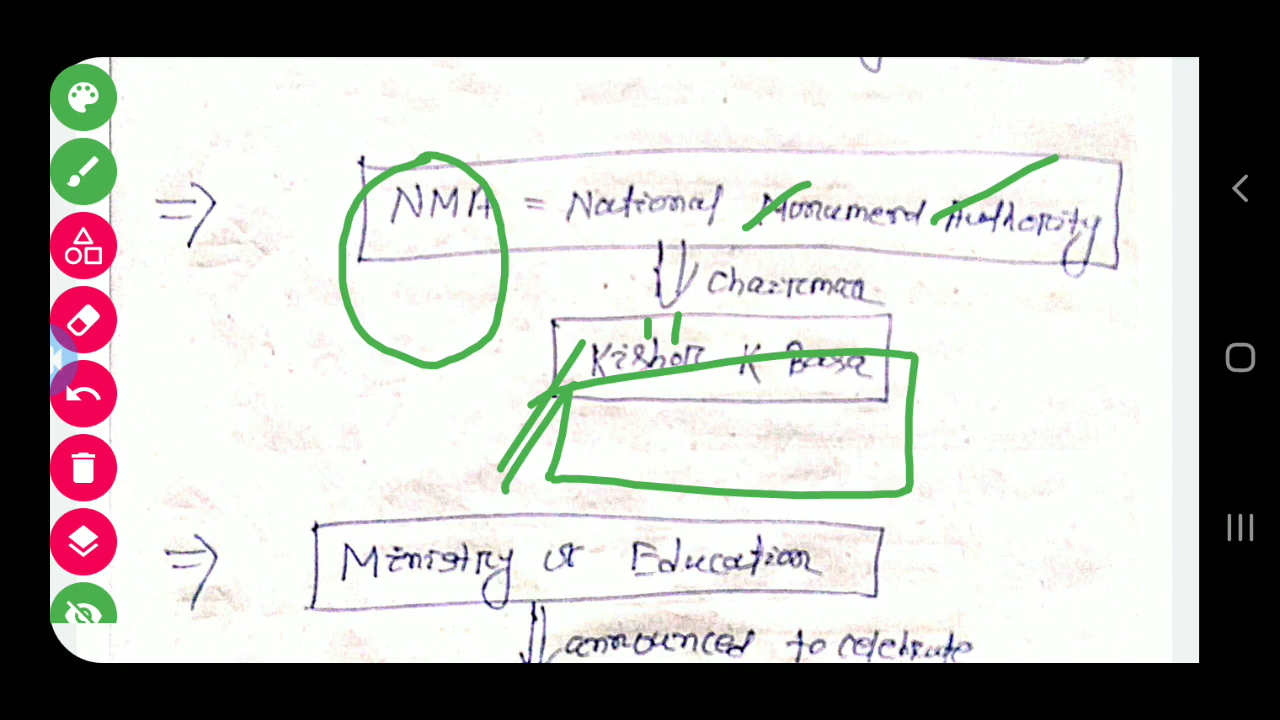 ⇒ NMA = National Monument Authority
Chairman
Kishor K Basa
⇒ Ministry of Education
announced to celebrate